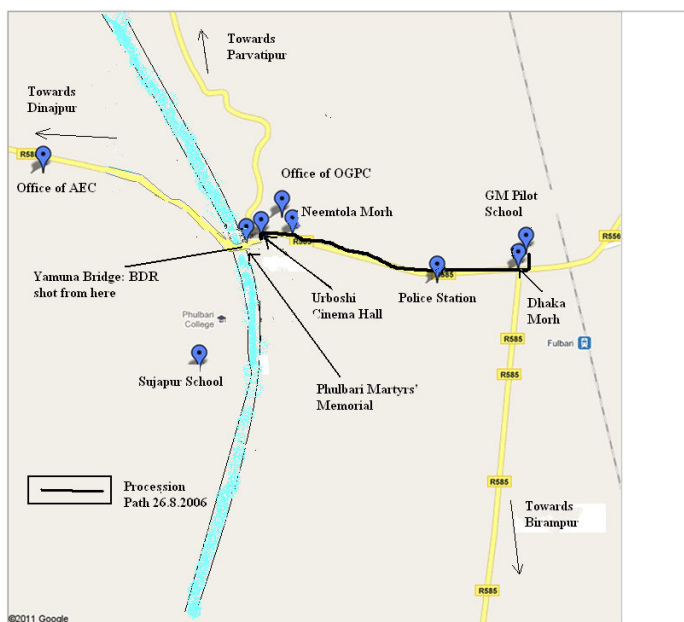 Towards
Parvatipur
Towards
Dinajpur
R585
Office of AEC
Office of OGPC
Neemtola Morh
GM Pilot
School
R585
R556
Yamuna Bridge: BDR
shot from here
Urboshi
Cinema Hall
Police Station
R585
Dhaka
Morh
Phulbari
College
Fulbari
R585
Sujapur School
Phulbari Martyrs'
Memorial
R585
Procession
Path 26.8.2006
R585
Towards
Birampur
R585
©2011 Google